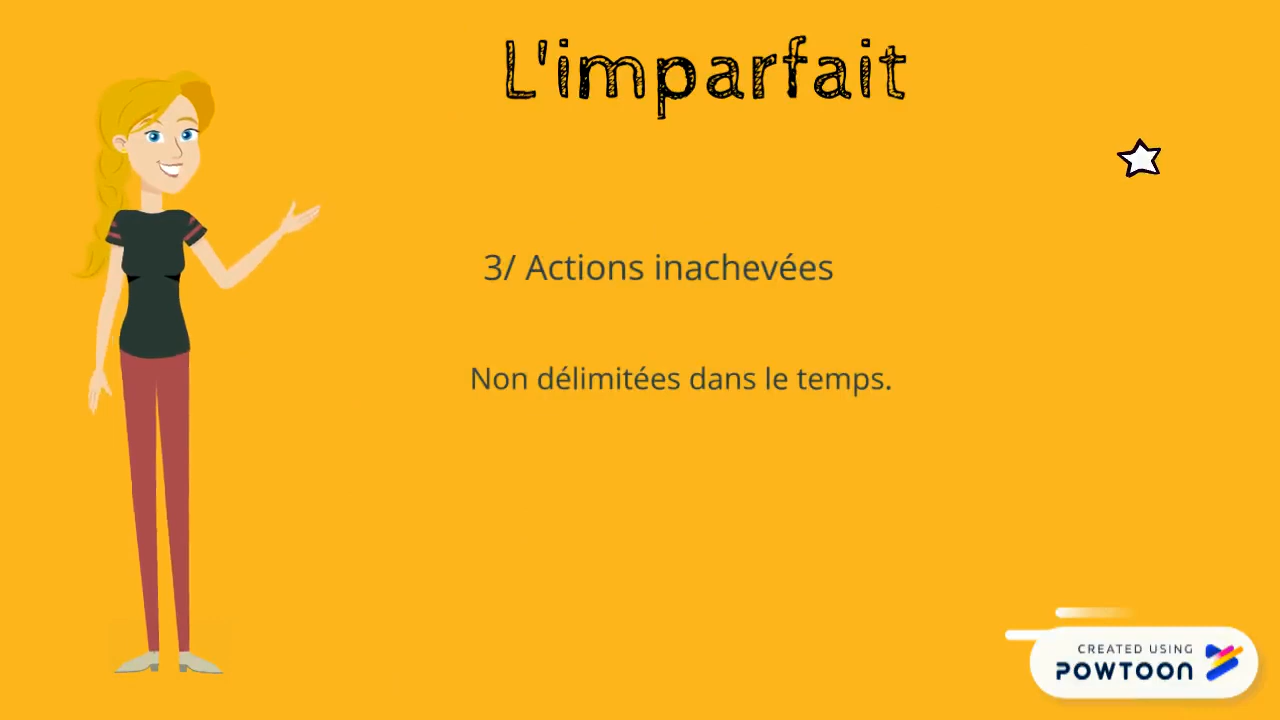 L'imparfait
3/ Actions inachevées
Non délimitées dans le temps.
CREATED USING
POWTOON